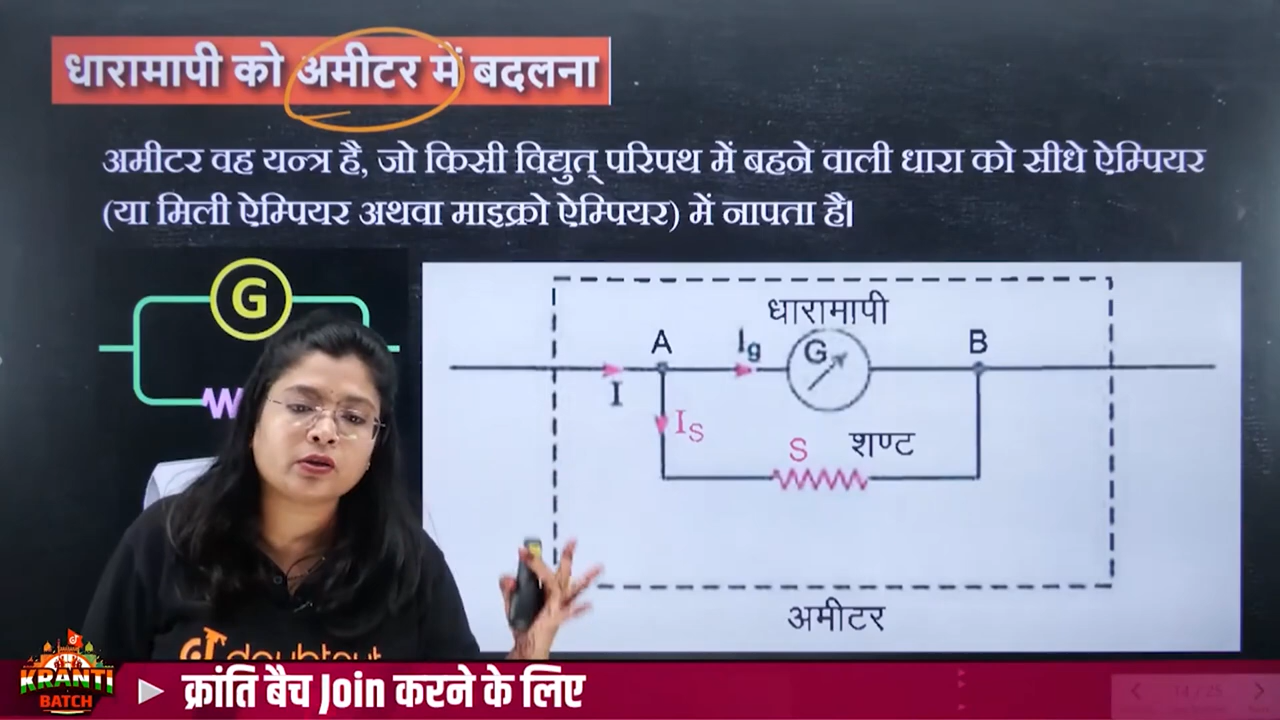 धारामापी को अमीटर में बदलना
अमीटर वह यन्त्र है, जो किसी विद्युत् परिपथ में बहने वाली धारा को सीधे ऐम्पियर
(या मिली ऐम्पियर अथवा माइक्रो ऐम्पियर) में नापता है।
G
धारामापी
A
Ig
G
B
I
IS
S
शण्ट
अमीटर
doubtnut
KRANTI
BATCH
क्रांति बैच Join करने के लिए